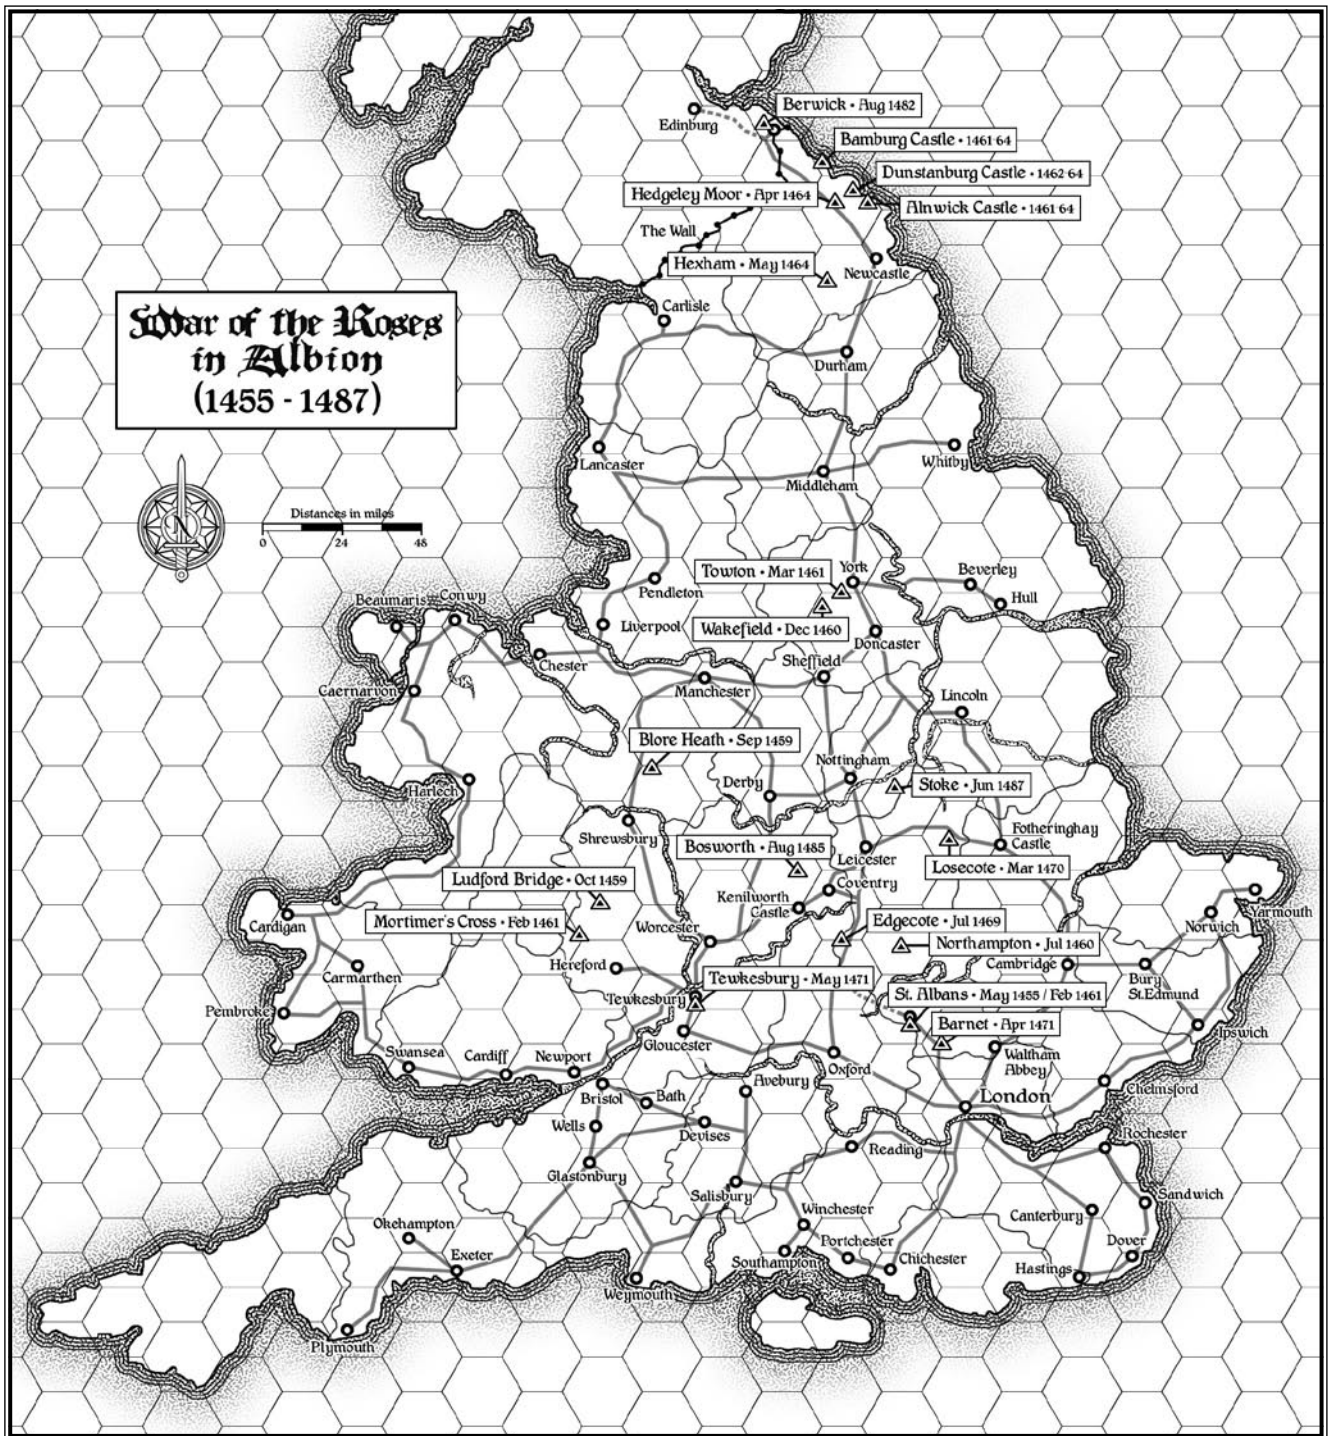 Berwick • Aug 1482
Edinburg
Bamburg Castle • 1461-64
Dunstanburg Castle • 1462-64
Hedgeley Moor • Apr 1464
Alnwick Castle • 1461-64
The Wall
Hexham • May 1464
Newcastle
War of the Roses
in Albion
(1455 - 1487)
Carlisle
Durham
Lancaster
Whitby
Middleham
N
Distances in miles
0 24 48
Towton • Mar 1461
York
Beverley
Pendleton
Hull
Beaumaris
Conwy
Liverpool
Wakefield • Dec 1460
Doncaster
Chester
Sheffield
Caernarvon
Manchester
Lincoln
Blore Heath • Sep 1459
Nottingham
Harlech
Derby
Stoke • Jun 1487
Shrewsbury
Fotheringhay
Castle
Bosworth • Aug 1485
Leicester
Losecote • Mar 1470
Ludford Bridge • Oct 1459
Coventry
Kenilworth
Castle
Yarmouth
Cardigan
Mortimer's Cross • Feb 1461
Worcester
Edgecote • Jul 1469
Norwich
Northampton • Jul 1460
Carmarthen
Hereford
Cambridge
Bury
St.Edmund
Tewkesbury • May 1471
Tewkesbury
St. Albans • May 1455 / Feb 1461
Pembroke
Barnet • Apr 1471
Ipswich
Gloucester
Swansea
Cardiff
Newport
Oxford
Waltham
Abbey
Avebury
Chelmsford
Bristol
Bath
London
Wells
Devises
Rochester
Reading
Glastonbury
Salisbury
Sandwich
Winchester
Canterbury
Okehampton
Portchester
Dover
Exeter
Southampton
Chichester
Hastings
Weymouth
Plymouth